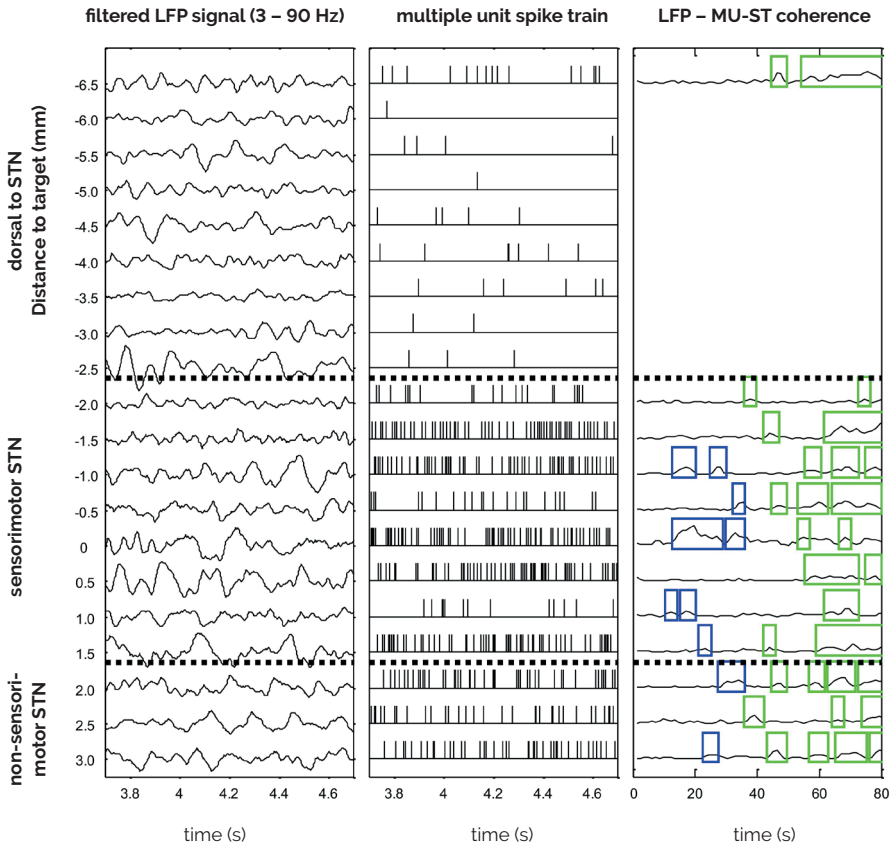 filtered LFP signal (3 – 90 Hz)
multiple unit spike train
LFP – MU-ST coherence
dorsal to STN
Distance to target (mm)
sensorimotor STN
non-sensori-
motor STN
-6.5
-6.0
-5.5
-5.0
-4.5
-4.0
-3.5
-3.0
-2.5
-2.0
-1.5
-1.0
-0.5
0
0.5
1.0
1.5
2.0
2.5
3.0
3.8 4 4.2 4.4 4.6
3.8 4 4.2 4.4 4.6
0 20 40 60 80
time (s)
time (s)
time (s)